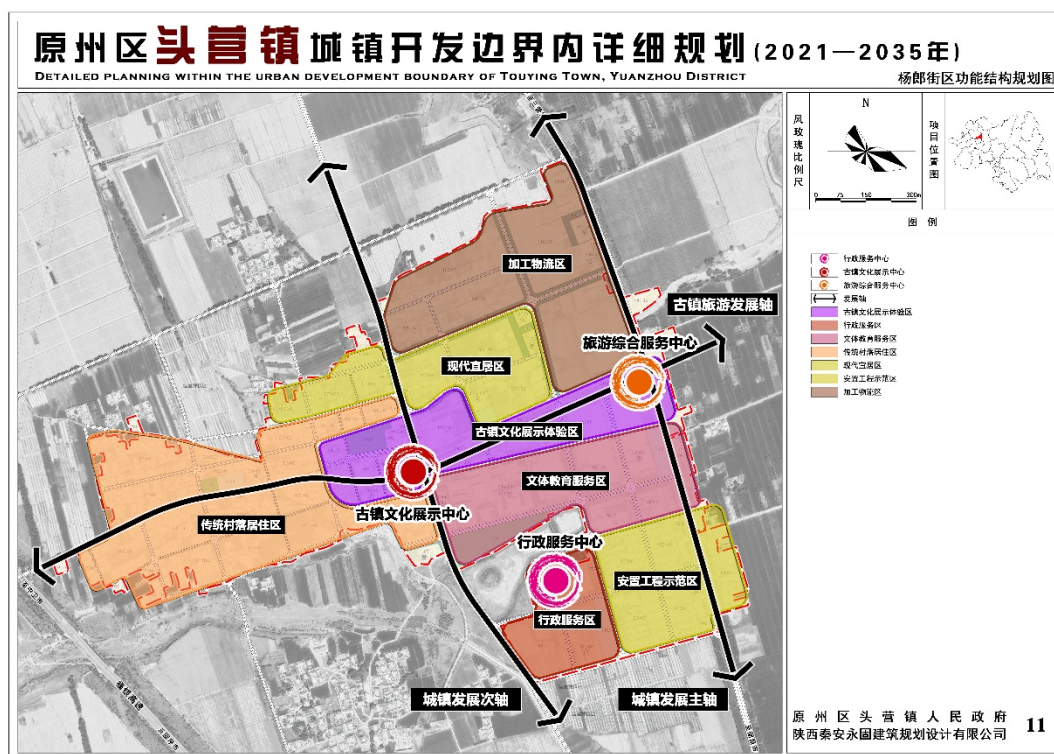 原州区头营镇城镇开发边界内详细规划(2021—2035年)
DETAILED PLANNING WITHIN THE URBAN DEVELOPMENT BOUNDARY OF TOUYING TOWN, YUANZHOU DISTRICT
杨郎街区功能结构规划图
加工物流区
古镇旅游发展轴
旅游综合服务中心
现代宜居区
古镇文化展示体验区
文体教育服务区
古镇文化展示中心
传统村落居住区
行政服务中心
安置工程示范区
行政服务区
城镇发展次轴
城镇发展主轴
福银高速
风玫瑰比例尺
N
0 75 150 300m
项目位置图
图 例
行政服务中心
古镇文化展示中心
旅游综合服务中心
发展轴
古镇文化展示体验区
行政服务区
文体教育服务区
传统村落居住区
现代宜居区
安置工程示范区
加工物流区
原州区头营镇人民政府
陕西秦安永固建筑规划设计有限公司
11